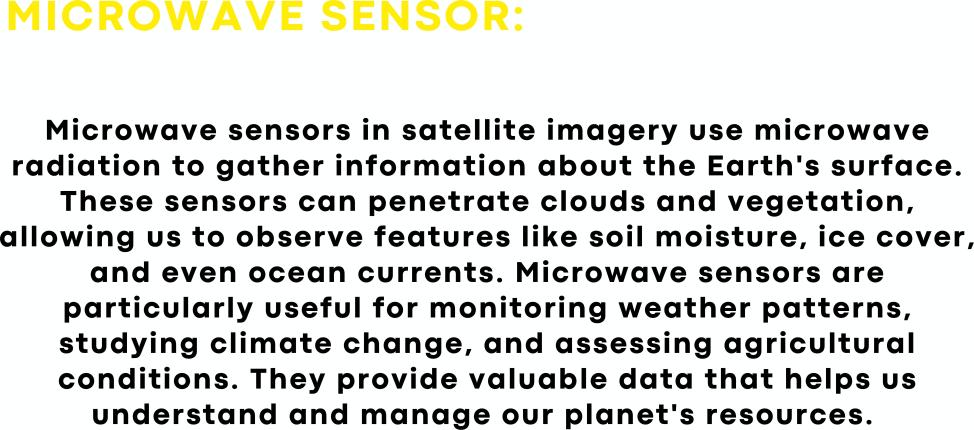 MICROWAVE SENSOR:
Microwave sensors in satellite imagery use microwave
radiation to gather information about the Earth's surface.
These sensors can penetrate clouds and vegetation,
allowing us to observe features like soil moisture, ice cover,
and even ocean currents. Microwave sensors are
particularly useful for monitoring weather patterns,
studying climate change, and assessing agricultural
conditions. They provide valuable data that helps us
understand and manage our planet's resources.